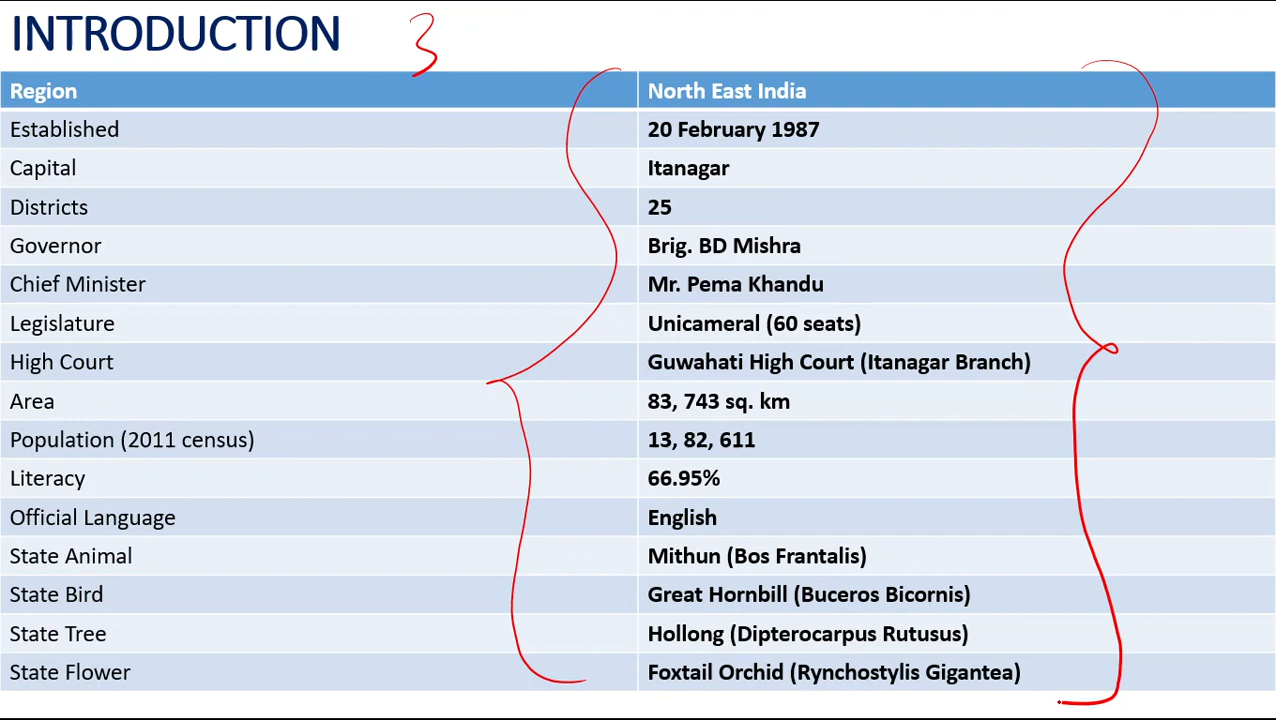 INTRODUCTION 3
Region North East India
Established 20 February 1987
Capital Itanagar
Districts 25
Governor Brig. BD Mishra
Chief Minister Mr. Pema Khandu
Legislature Unicameral (60 seats)
High Court Guwahati High Court (Itanagar Branch)
Area 83, 743 sq. km
Population (2011 census) 13, 82, 611
Literacy 66.95%
Official Language English
State Animal Mithun (Bos Frantalis)
State Bird Great Hornbill (Buceros Bicornis)
State Tree Hollong (Dipterocarpus Rutusus)
State Flower Foxtail Orchid (Rynchostylis Gigantea)